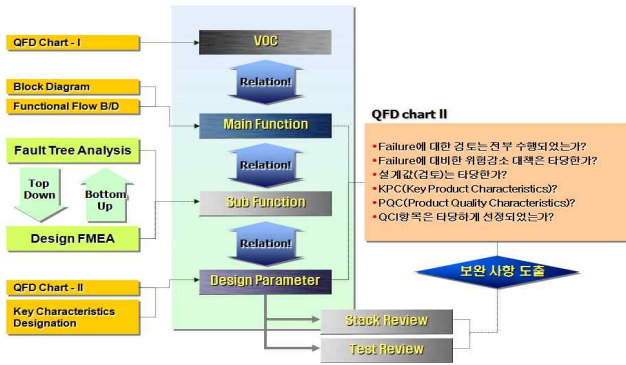 QFD Chart - I
VOC
Relation!
Block Diagram
Functional Flow B/D
Main Function
Relation!
Fault Tree Analysis
Top
Down
Bottom
Up
Design FMEA
Sub Function
Relation!
QFD Chart - II
Key Characteristics
Designation
Design Parameter
Stack Review
Test Review
QFD chart II
•Failure에 대한 검토는 전부 수행되었는가?
•Failure에 대비한 위험감소 대책은 타당한가?
•설계값(검토)는 타당한가?
•KPC(Key Product Characteristics)?
•PQC(Product Quality Characteristics)?
•QCI항목은 타당하게 선정되었는가?
보완 사항 도출